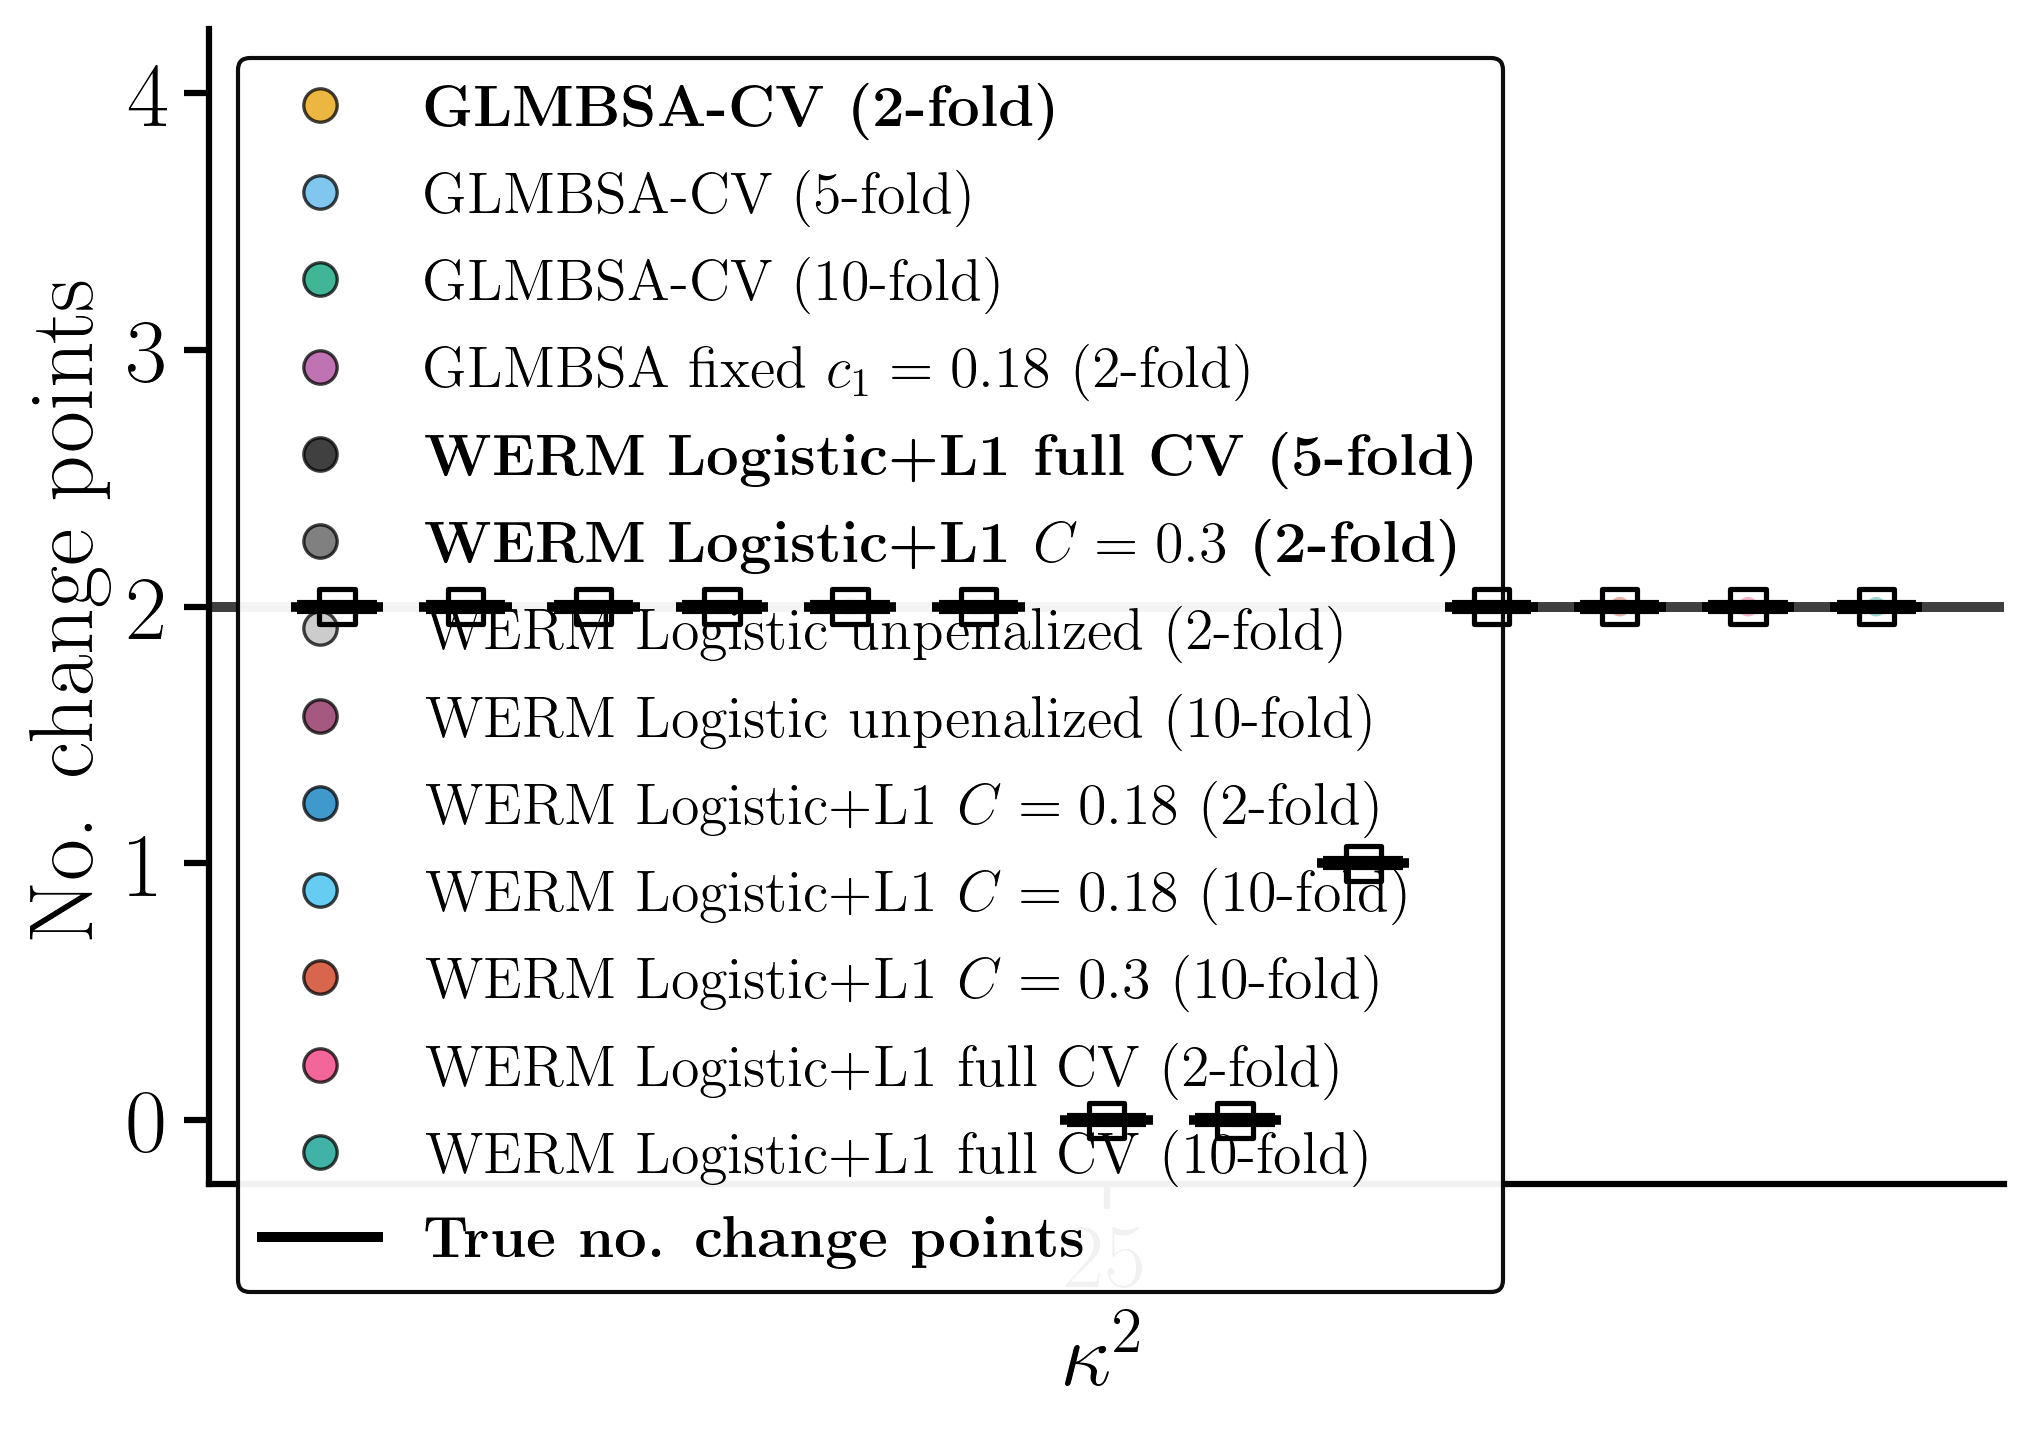 No. change points
4
3
2
1
0
GLMBSA-CV (2-fold)
GLMBSA-CV (5-fold)
GLMBSA-CV (10-fold)
GLMBSA fixed c₁ = 0.18 (2-fold)
WERM Logistic+L1 full CV (5-fold)
WERM Logistic+L1 C = 0.3 (2-fold)
WERM Logistic unpenalized (2-fold)
WERM Logistic unpenalized (10-fold)
WERM Logistic+L1 C = 0.18 (2-fold)
WERM Logistic+L1 C = 0.18 (10-fold)
WERM Logistic+L1 C = 0.3 (10-fold)
WERM Logistic+L1 full CV (2-fold)
WERM Logistic+L1 full CV (10-fold)
True no. change points
25
κ²